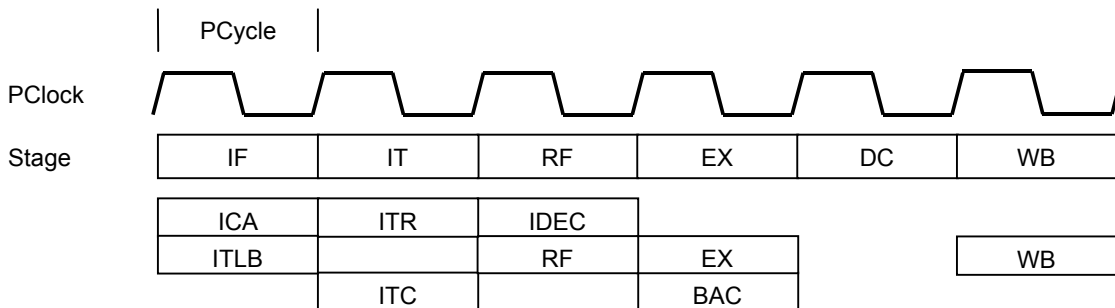 PCycle
PClock
Stage IF IT RF EX DC WB
ICA ITR IDEC
ITLB RF EX WB
ITC BAC